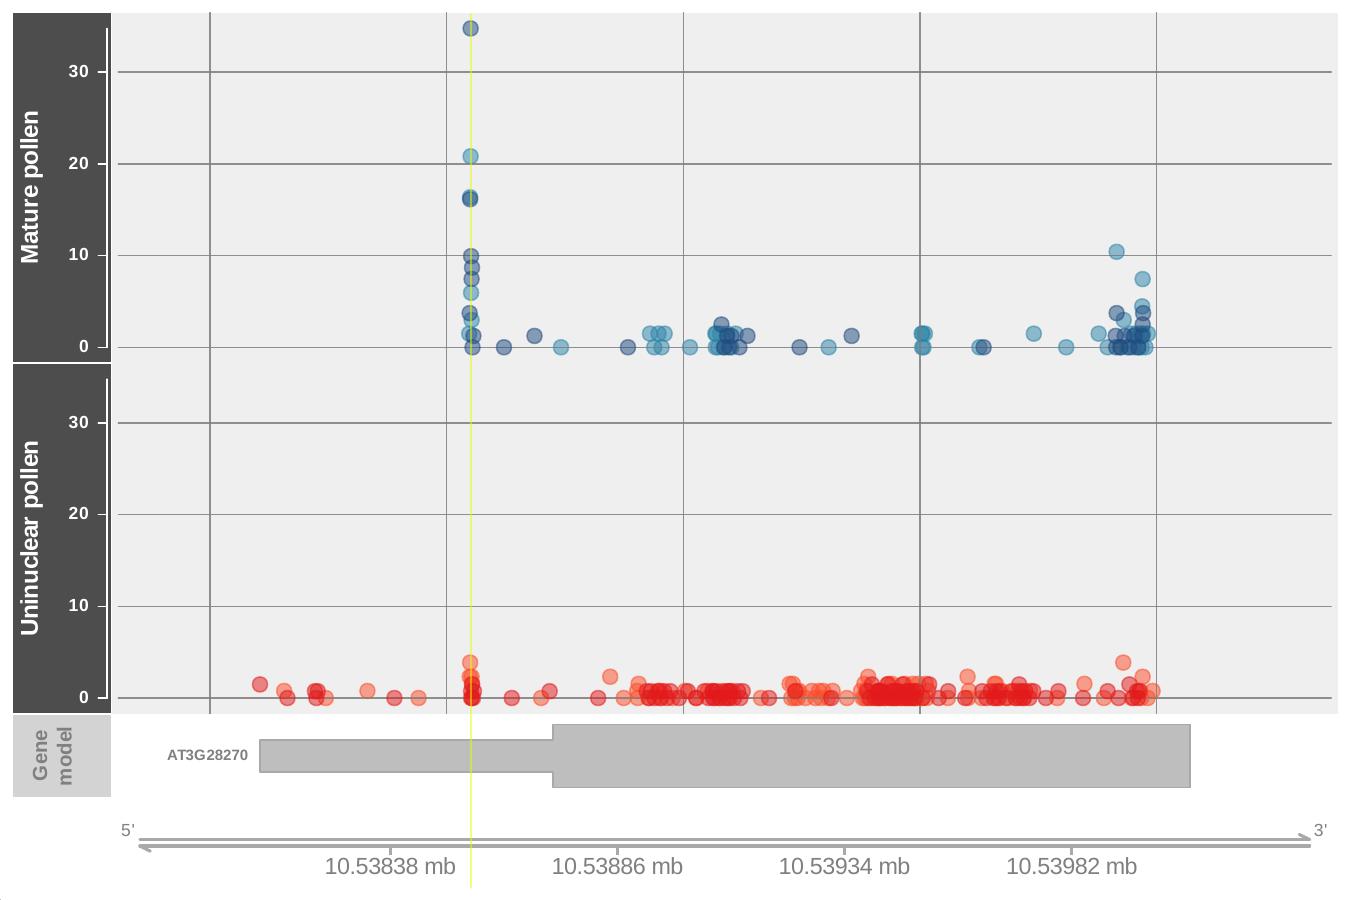 Mature pollen
30
20
10
0
Uninuclear pollen
30
20
10
0
Gene
model
AT3G28270
5'
3'
10.53838 mb
10.53886 mb
10.53934 mb
10.53982 mb